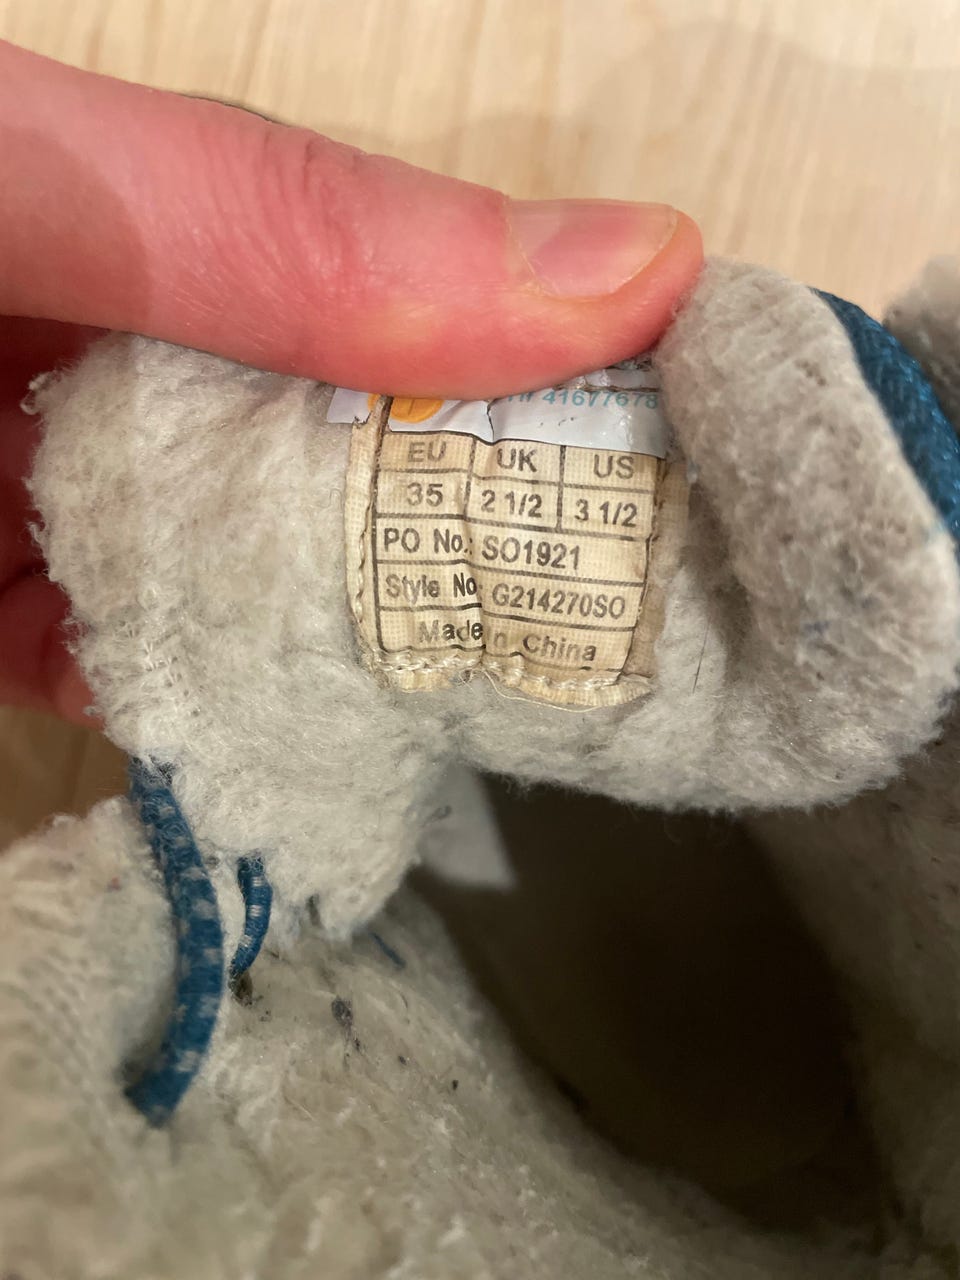 41677678
EU UK US
35 2 1/2 3 1/2
PO No.: SO1921
Style No: G214270SO
Made in China